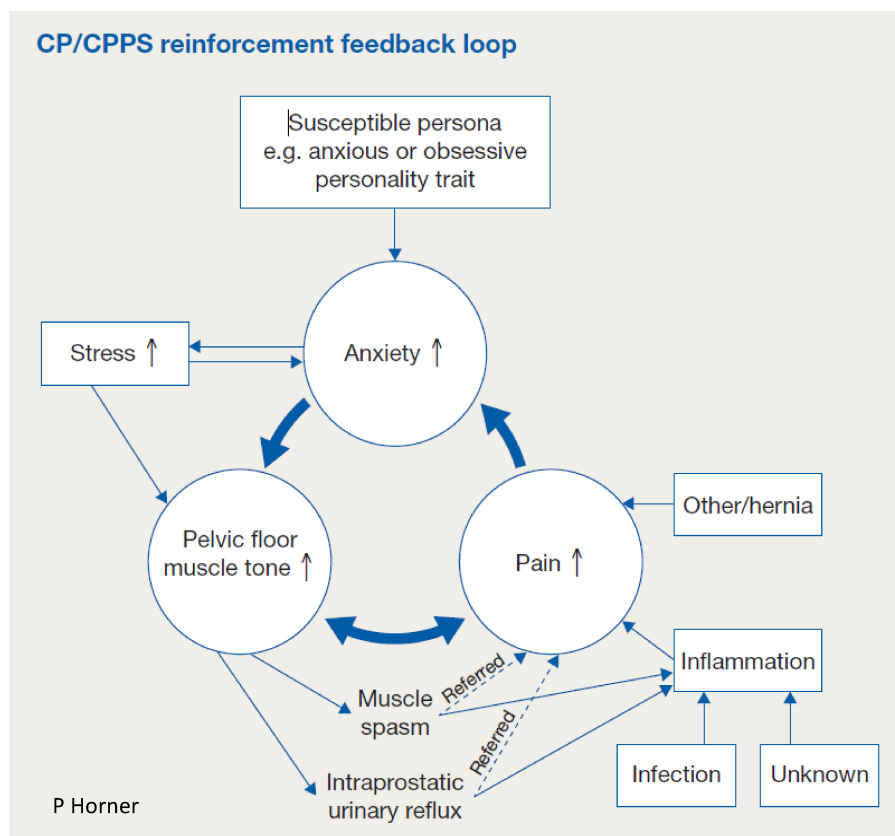 CP/CPPS reinforcement feedback loop
Susceptible persona
e.g. anxious or obsessive
personality trait
Stress ↑
Anxiety ↑
Pelvic floor
muscle tone ↑
Pain ↑
Other/hernia
Inflammation
Referred
Muscle
spasm
Referred
Intraprostatic
urinary reflux
Infection
Unknown
P Horner